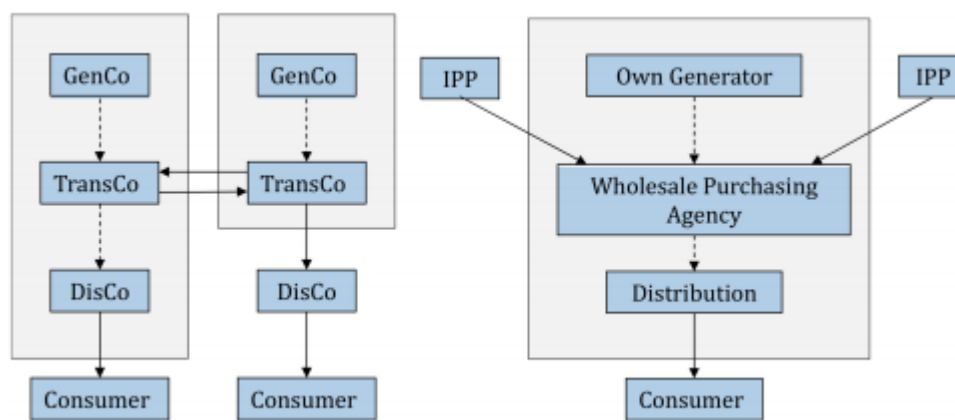 GenCo
GenCo
IPP
Own Generator
IPP
TransCo
TransCo
Wholesale Purchasing
Agency
DisCo
DisCo
Distribution
Consumer
Consumer
Consumer